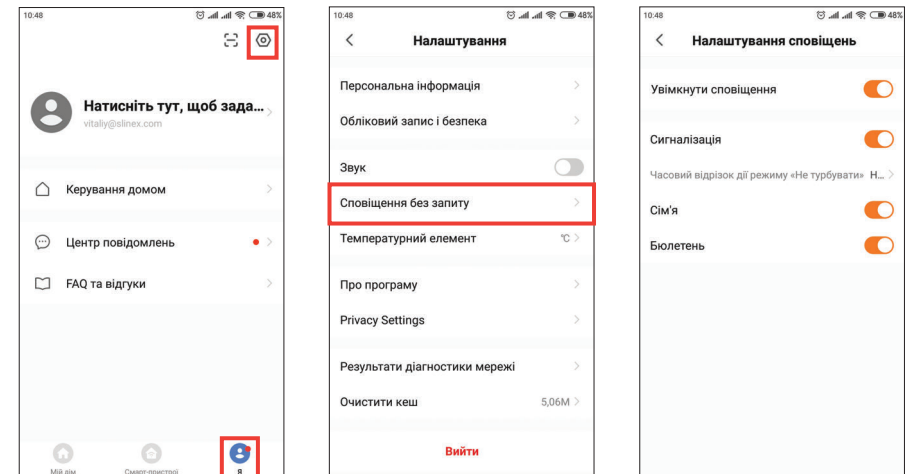 10:48
48%
Натисніть тут, щоб зада...
vitaliy@slinex.com
Керування домом
Центр повідомлень
FAQ та відгуки
Мій дім
Смарт-пристрої
Я
10:48
48%
Налаштування
Персональна інформація
Обліковий запис і безпека
Звук
Сповіщення без запиту
Температурний елемент
°C
Про програму
Privacy Settings
Результати діагностики мережі
Очистити кеш
5,06M
Вийти
10:48
48%
Налаштування сповіщень
Увімкнути сповіщення
Сигналізація
Часовий відрізок дії режиму «Не турбувати» Н...
Сім'я
Бюлетень